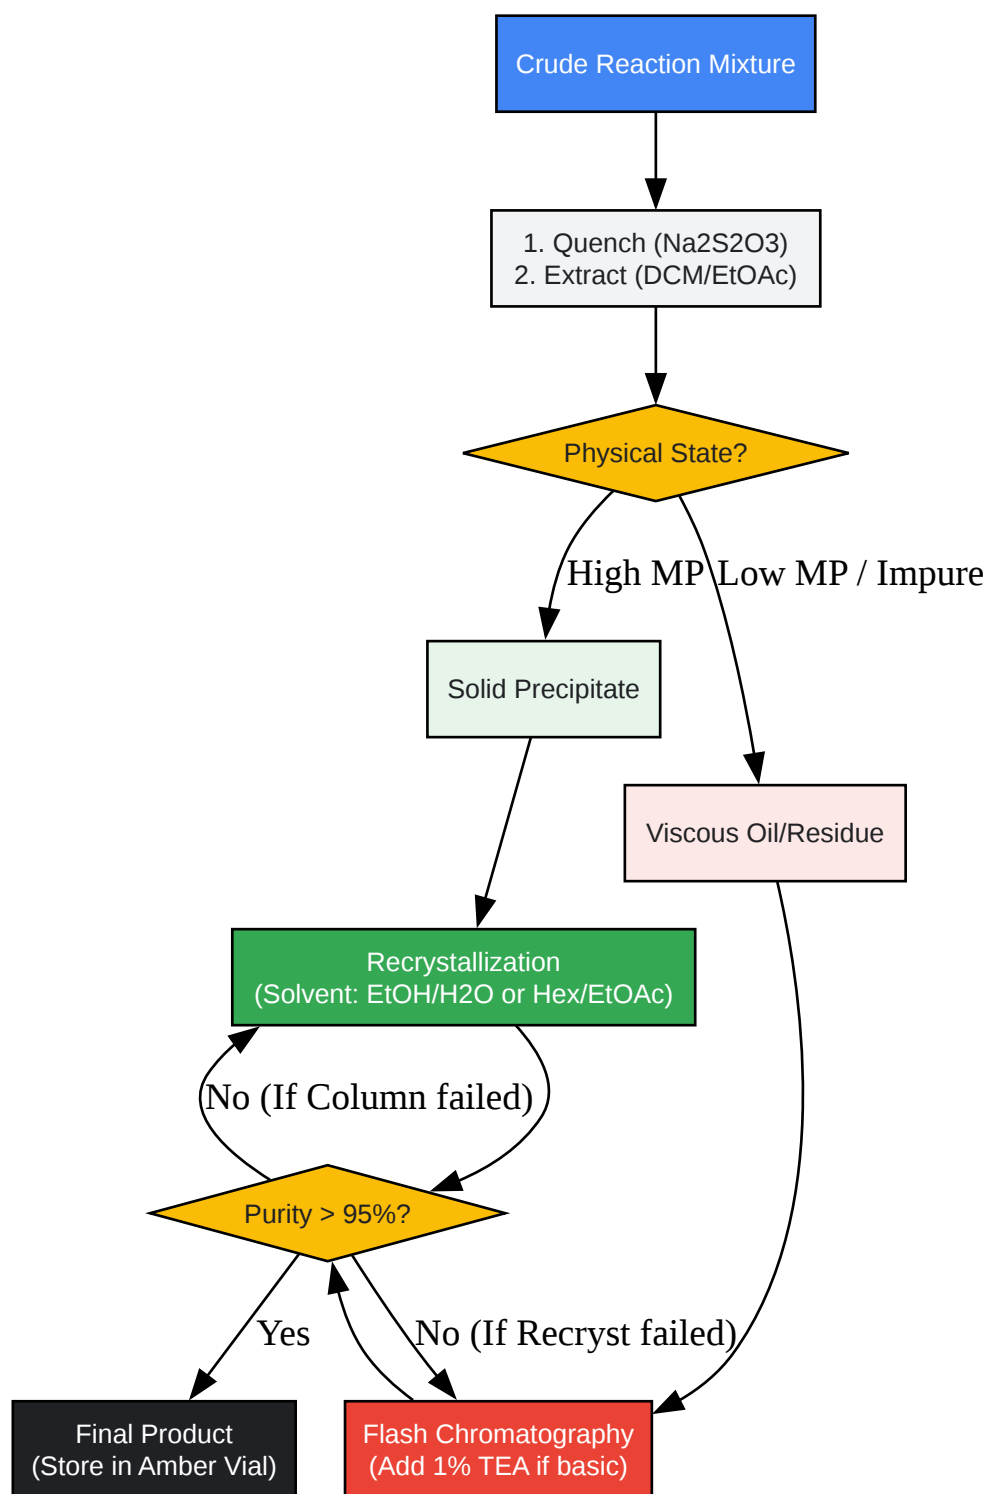 Crude Reaction Mixture
1. Quench (Na2S2O3)
2. Extract (DCM/EtOAc)
Physical State?
High MP
Low MP / Impure
Solid Precipitate
Viscous Oil/Residue
Recrystallization
(Solvent: EtOH/H2O or Hex/EtOAc)
No (If Column failed)
Purity > 95%?
Yes
No (If Recryst failed)
Final Product
(Store in Amber Vial)
Flash Chromatography
(Add 1% TEA if basic)